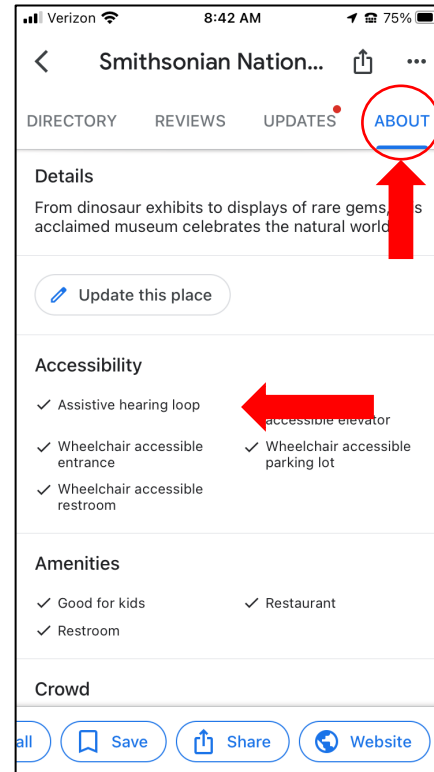 Verizon 8:42 AM 75%
Smithsonian Nation...
DIRECTORY REVIEWS UPDATES ABOUT
Details
From dinosaur exhibits to displays of rare gems, s
acclaimed museum celebrates the natural world
Update this place
Accessibility
Assistive hearing loop
accessible elevator
Wheelchair accessible
entrance
Wheelchair accessible
parking lot
Wheelchair accessible
restroom
Amenities
Good for kids
Restaurant
Restroom
Crowd
all Save Share Website